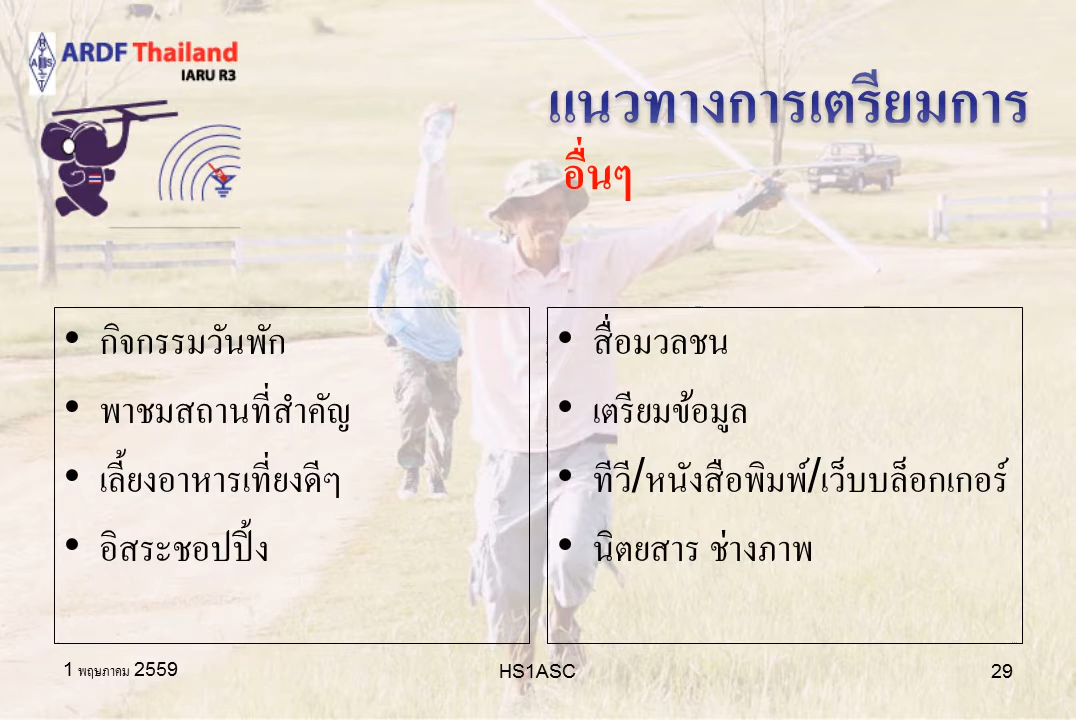 ARDF Thailand
IARU R3
แนวทางการเตรียมการ
อื่นๆ
• กิจกรรมวันพัก
• พาชมสถานที่สำคัญ
• เลี้ยงอาหารเที่ยงดีๆ
• อิสระชอปปิ้ง
• สื่อมวลชน
• เตรียมข้อมูล
• ทีวี/หนังสือพิมพ์/เว็บบล็อกเกอร์
• นิตยสาร ช่างภาพ
1 พฤษภาคม 2559
HS1ASC
29